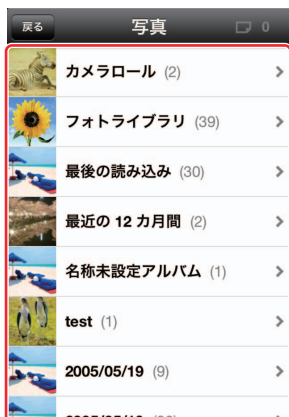 戻る 写真 0
カメラロール (2)
フォトライブラリ (39)
最後の読み込み (30)
最近の 12 カ月間 (2)
名称未設定アルバム (1)
test (1)
2005/05/19 (9)